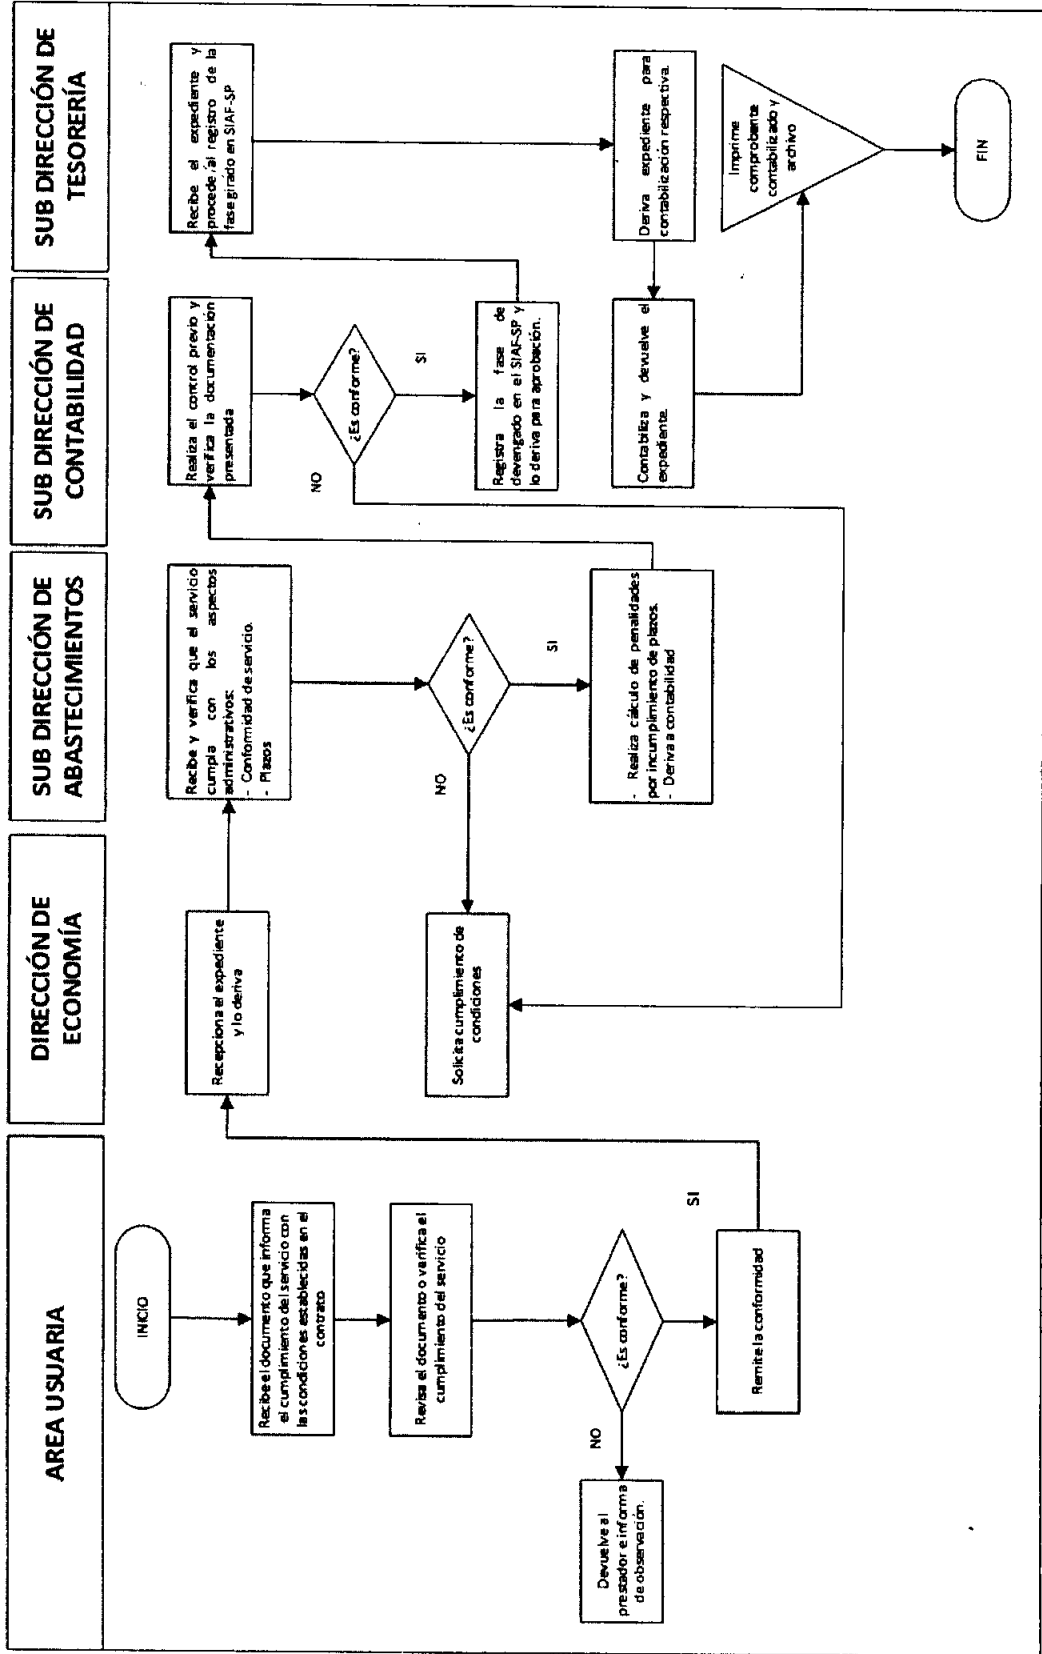 AREA USUARIA
DIRECCIÓN DE
ECONOMÍA
SUB DIRECCIÓN DE
ABASTECIMIENTOS
SUB DIRECCIÓN DE
CONTABILIDAD
SUB DIRECCIÓN DE
TESORERÍA
INICIO
Recibe el documento que informa
el cumplimiento del servicio con
las condiciones establecidas en el
contrato
Revisa el documento o varifica el
cumplimiento del servicio
¿Es conforme?
NO
SI
Devuelve al
prestador e informa
de observación.
Remite la conformidad
Recepciona el expediente
y lo deriva
Solicita cumplimiento de
condiciones
Recibe y verifica que el servicio
cumpla con los aspectos
administrativos:
- Conformidad de servicio.
- Plazos
¿Es conforme?
NO
SI
- Realiza cálculo de penalidades
por incumplimiento de plazos.
- Deriva a contabilidad
Realiza el control previo y
verifica la documentación
presentada
¿Es conforme?
NO
SI
Registra la fase de
devengado en el SIAF-SP y
lo deriva para aprobación.
Contabiliza y devuelve el
expediente.
Recibe el expediente y
procede al registro de la
fase girado en SIAF-SP
Deriva expediente para
contabilización respectiva.
Imprime
comprobente
contabilizado y
archivo
FIN